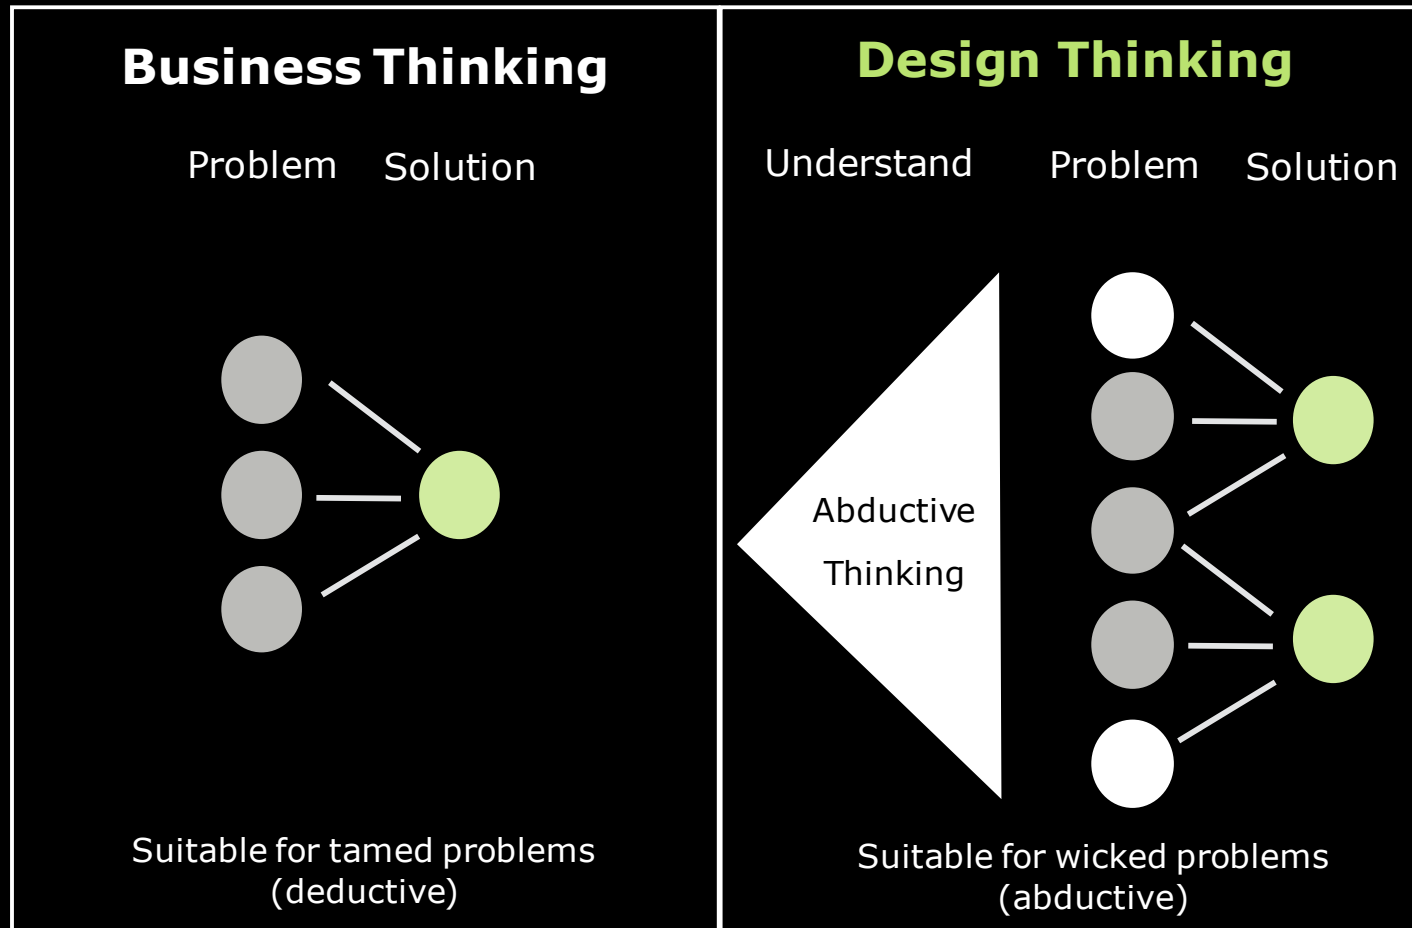 Business Thinking
Problem Solution
Suitable for tamed problems
(deductive)
Design Thinking
Understand Problem Solution
Abductive
Thinking
Suitable for wicked problems
(abductive)